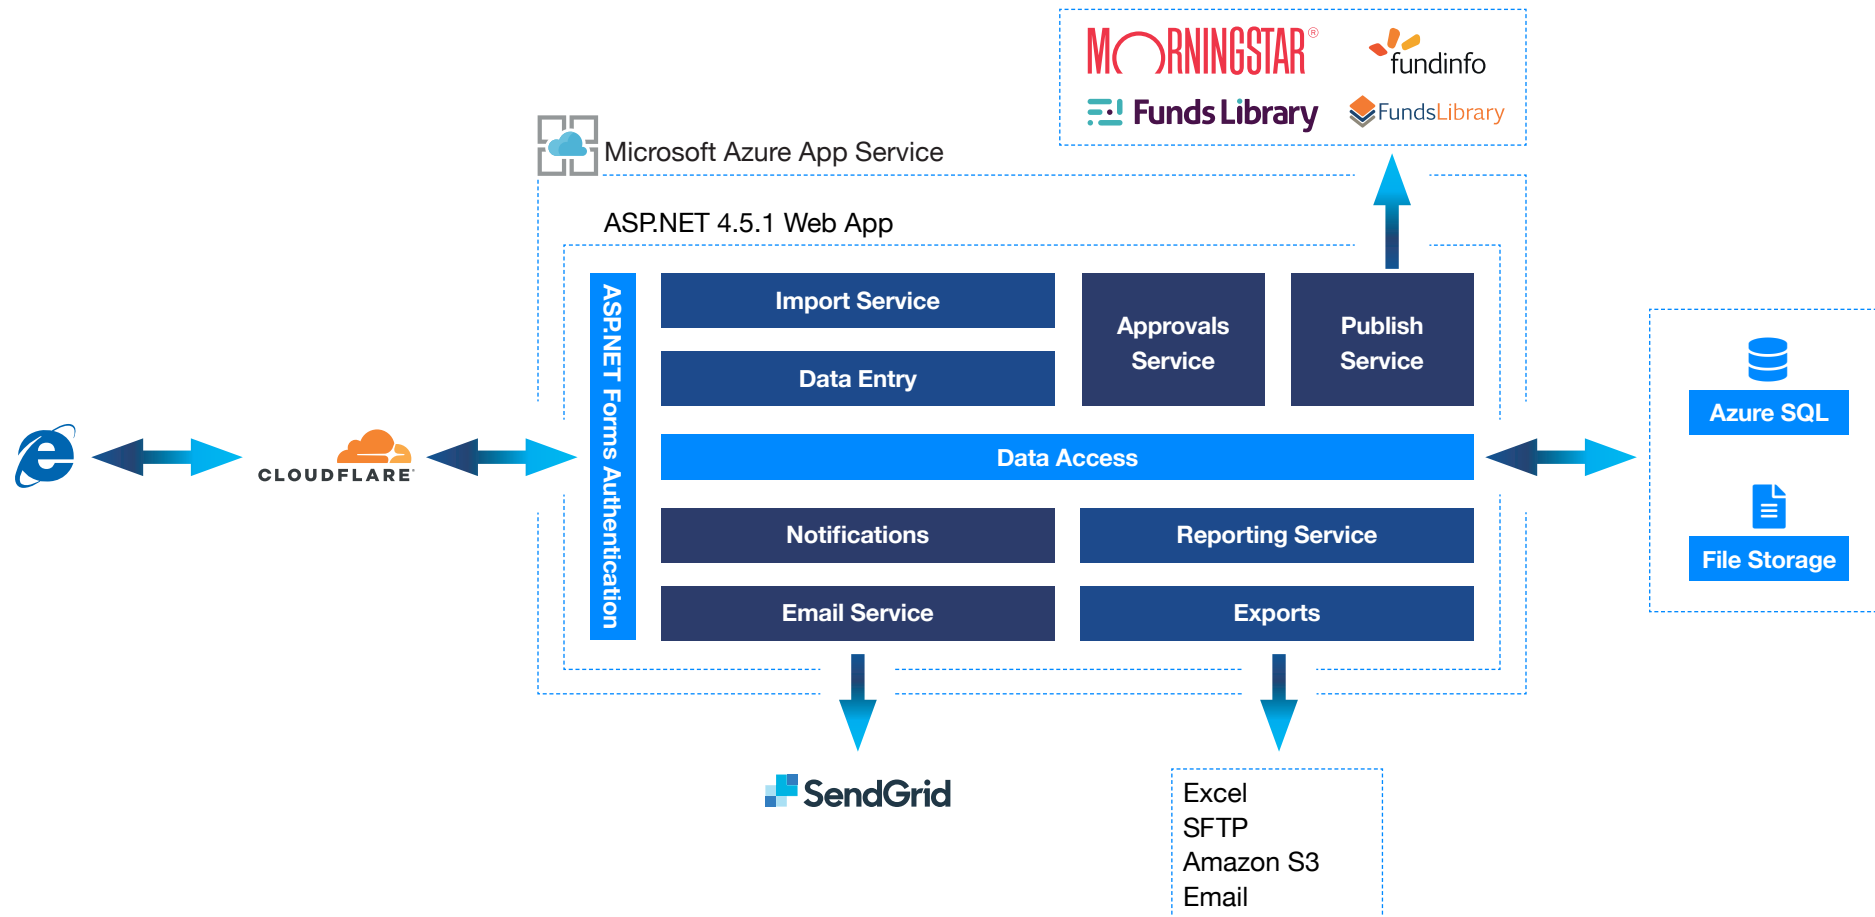 MORNINGSTAR®
fundinfo
Funds Library
FundsLibrary
Microsoft Azure App Service
ASP.NET 4.5.1 Web App
ASP.NET Forms Authentication
Import Service
Approvals
Service
Publish
Service
Data Entry
Data Access
Notifications
Reporting Service
Email Service
Exports
CLOUDFLARE
Azure SQL
File Storage
SendGrid
Excel
SFTP
Amazon S3
Email